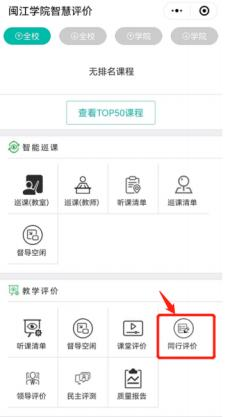 闽江学院智慧评价
全校 全校 学院 学院
无排名课程
查看TOP50课程
智能巡课
巡课(教室) 巡课(教师) 听课清单 巡课清单
督导空闲
教学评价
听课清单 督导空闲 课堂评价 同行评价
领导评价 民主评测 质量报告